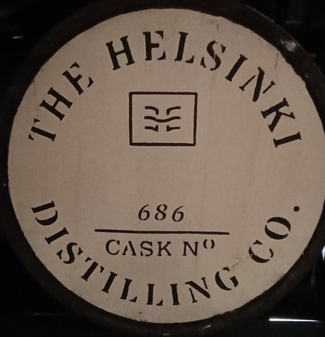 THE HELSINKI
686
CASK Nº
DISTILLING CO.